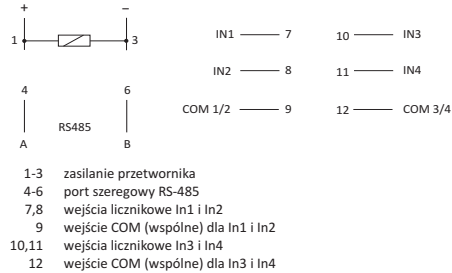 + −
1 3
IN1 7 10 IN3
IN2 8 11 IN4
4 6
COM 1/2 9 12 COM 3/4
RS485
A B
1-3 zasilanie przetwornika
4-6 port szeregowy RS-485
7,8 wejścia licznikowe In1 i In2
9 wejście COM (wspólne) dla In1 i In2
10,11 wejścia licznikowe In3 i In4
12 wejście COM (wspólne) dla In3 i In4